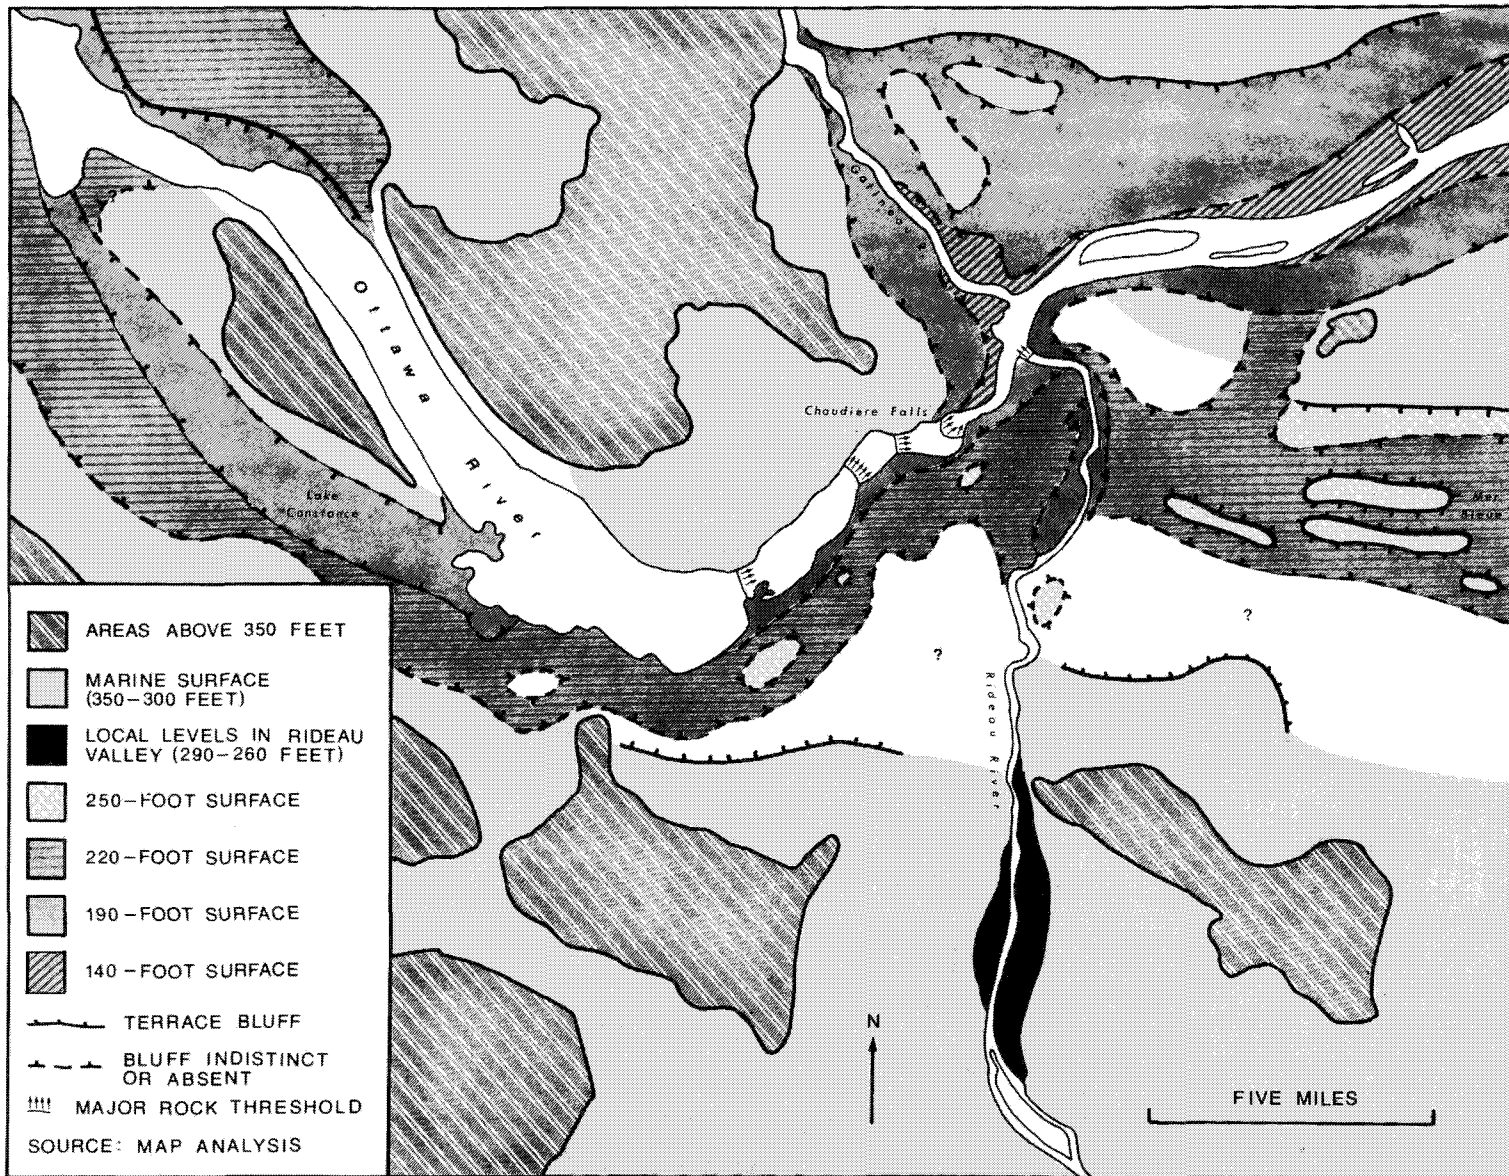 Gatineau
Ottawa
River
Chaudiere Falls
Lake
Constance
Mer
Bleue
?
?
Rideau River
AREAS ABOVE 350 FEET
MARINE SURFACE
(350-300 FEET)
LOCAL LEVELS IN RIDEAU
VALLEY (290-260 FEET)
250-FOOT SURFACE
220-FOOT SURFACE
190-FOOT SURFACE
140-FOOT SURFACE
TERRACE BLUFF
BLUFF INDISTINCT
OR ABSENT
MAJOR ROCK THRESHOLD
SOURCE: MAP ANALYSIS
N
FIVE MILES